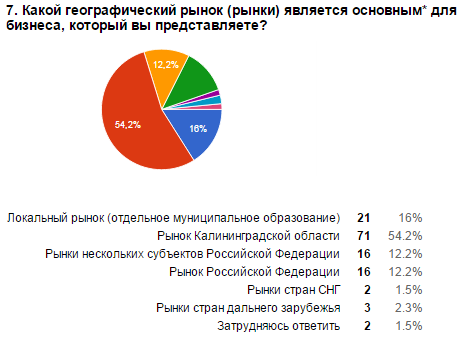 7. Какой географический рынок (рынки) является основным* для
бизнеса, который вы представляете?
12,2%
54,2%
16%
Локальный рынок (отдельное муниципальное образование) 21 16%
Рынок Калининградской области 71 54.2%
Рынки нескольких субъектов Российской Федерации 16 12.2%
Рынок Российской Федерации 16 12.2%
Рынки стран СНГ 2 1.5%
Рынки стран дальнего зарубежья 3 2.3%
Затрудняюсь ответить 2 1.5%